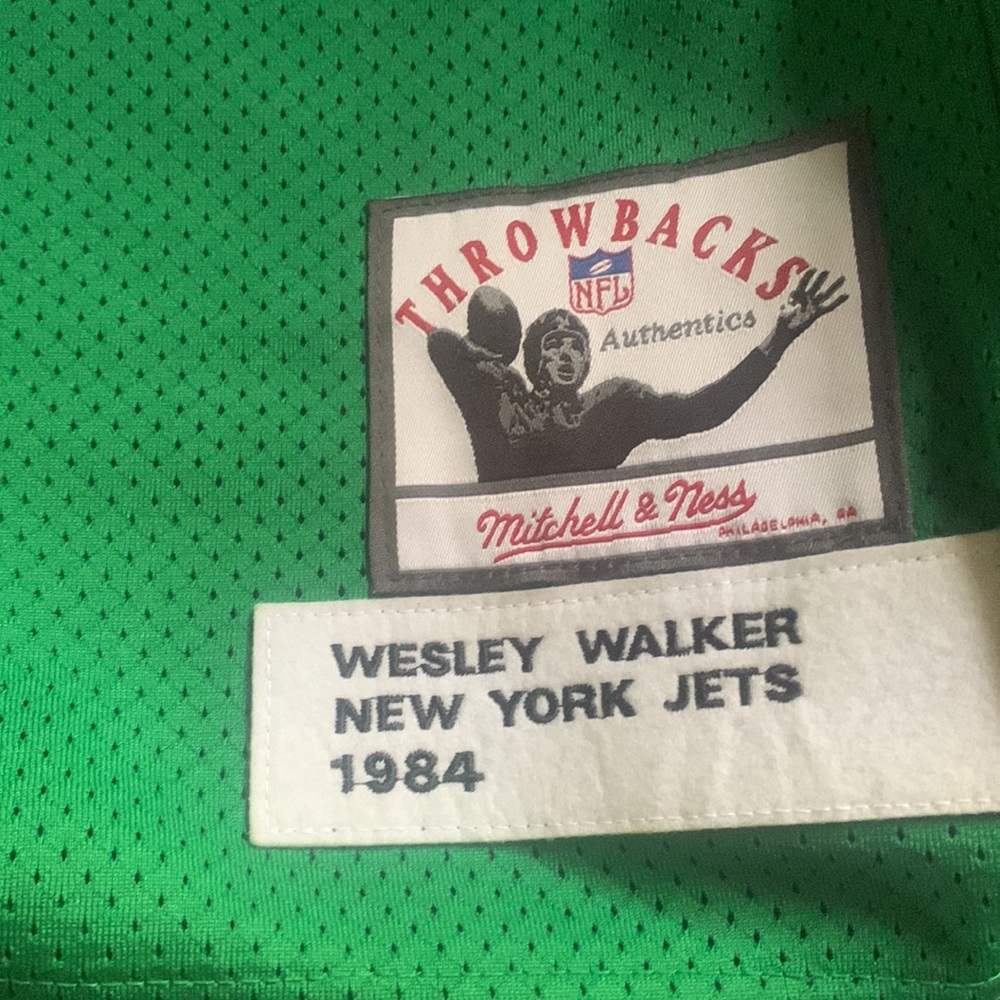 THROWBACKS
NFL
Authentics
Mitchell & Ness
PHILADELPHIA, PA
WESLEY WALKER
NEW YORK JETS
1984